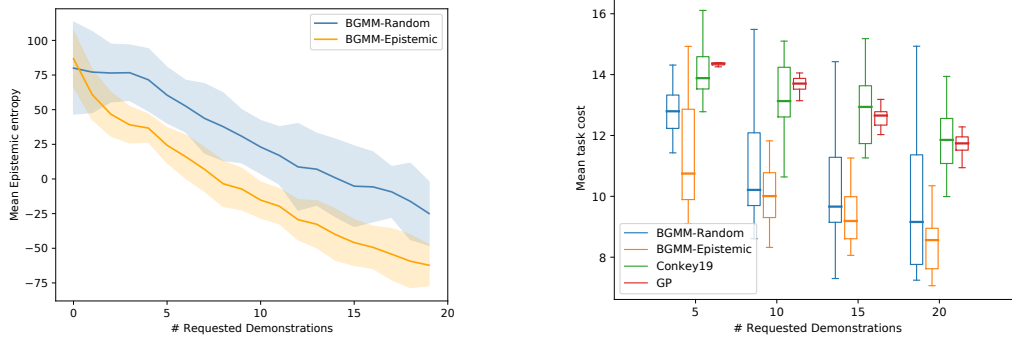 BGMM-Random
BGMM-Epistemic
100
75
50
25
0
−25
−50
−75
Mean Epistemic entropy
0
5
10
15
20
# Requested Demonstrations
16
14
12
10
8
Mean task cost
BGMM-Random
BGMM-Epistemic
Conkey19
GP
5
10
15
20
# Requested Demonstrations